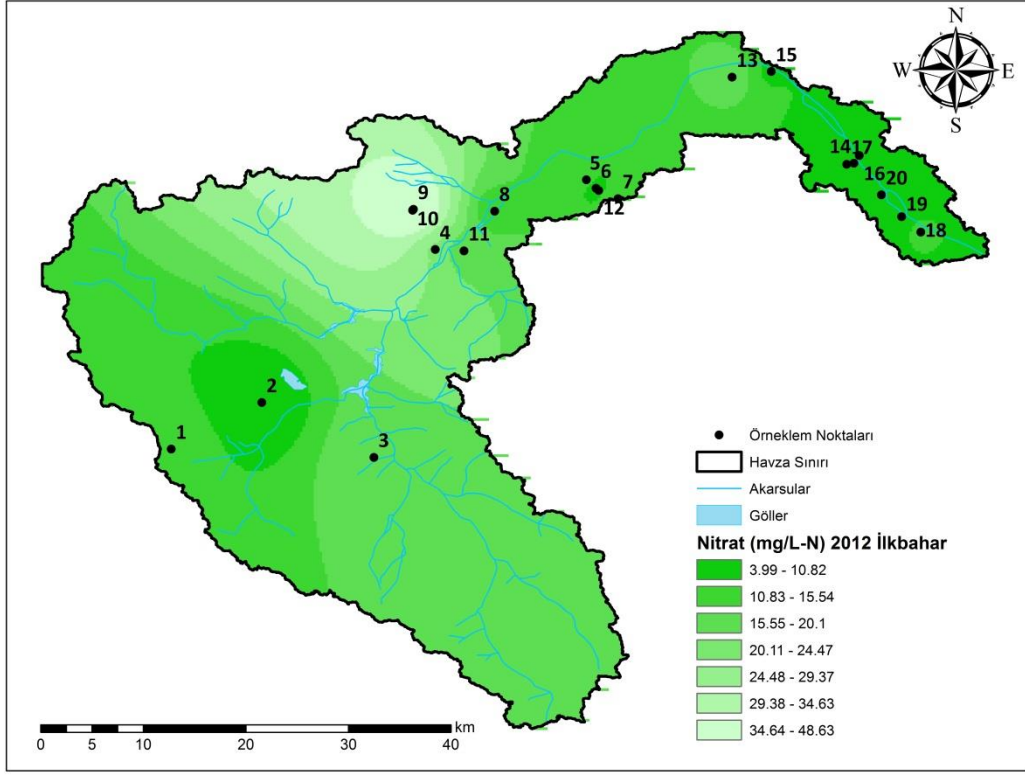 N
W E
S
13
15
14 17
16 20
19
18
5
6
7
12
8
9
10
4
11
2
1
3
Örneklem Noktaları
Havza Sınırı
Akarsular
Göller
Nitrat (mg/L-N) 2012 İlkbahar
3.99 - 10.82
10.83 - 15.54
15.55 - 20.1
20.11 - 24.47
24.48 - 29.37
29.38 - 34.63
34.64 - 48.63
km
0 5 10 20 30 40